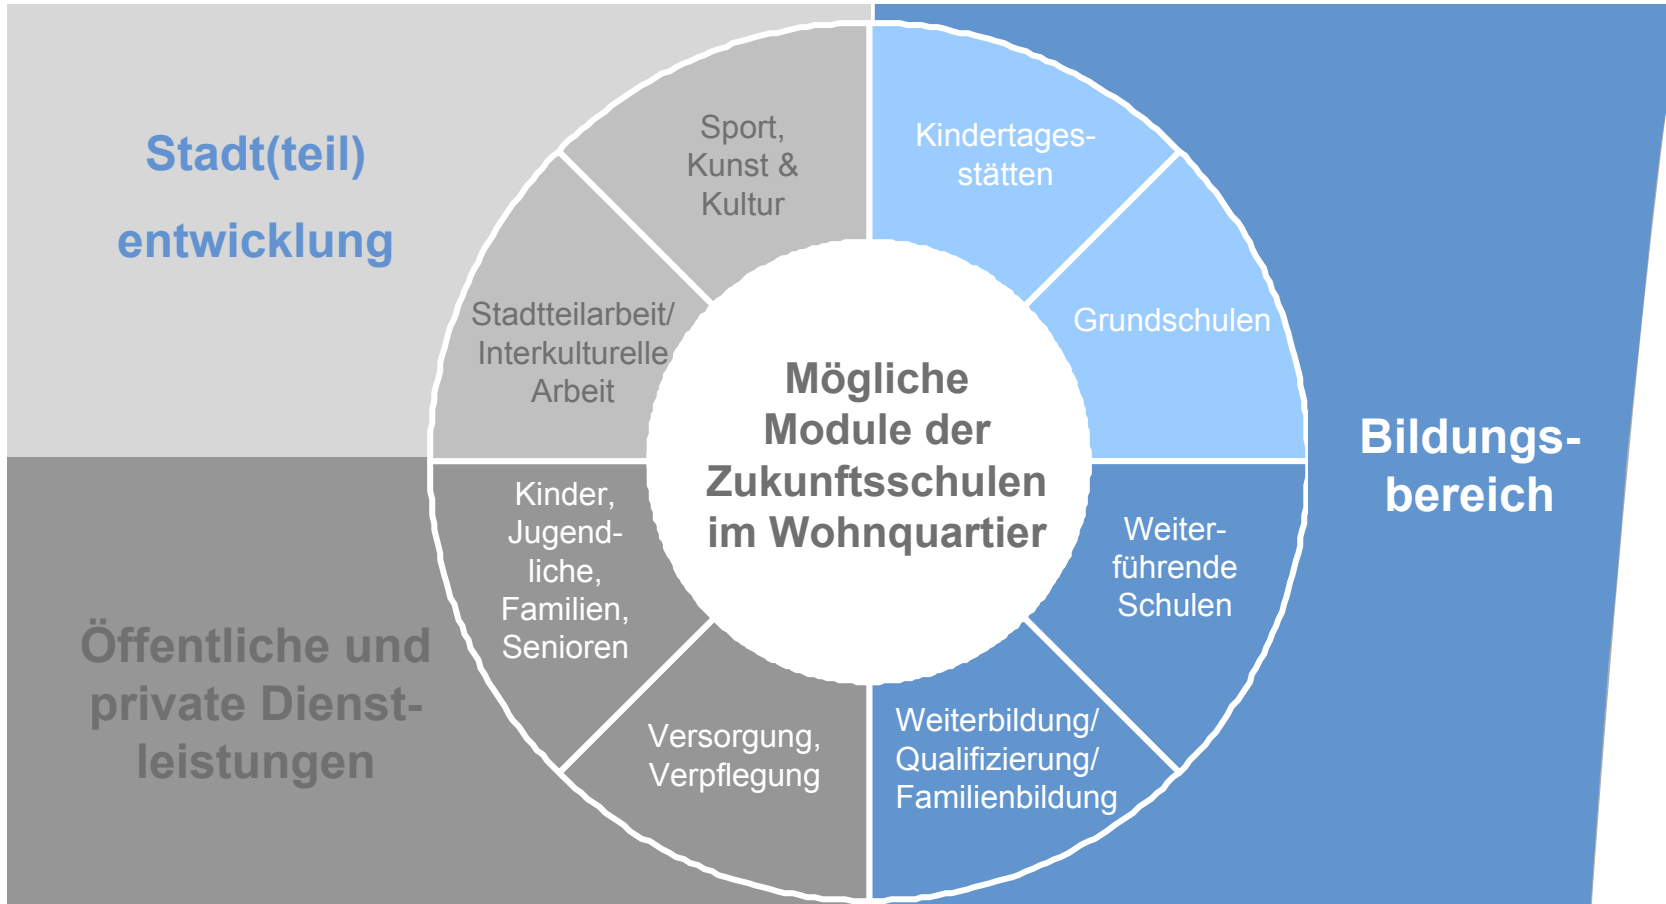 Stadt(teil)
entwicklung
Sport,
Kunst &
Kultur
Kindertages-
stätten
Stadtteilarbeit/
Interkulturelle
Arbeit
Grundschulen
Mögliche
Module der
Zukunftsschulen
im Wohnquartier
Bildungs-
bereich
Kinder,
Jugend-
liche,
Familien,
Senioren
Weiter-
führende
Schulen
Öffentliche und
private Dienst-
leistungen
Versorgung,
Verpflegung
Weiterbildung/
Qualifizierung/
Familienbildung